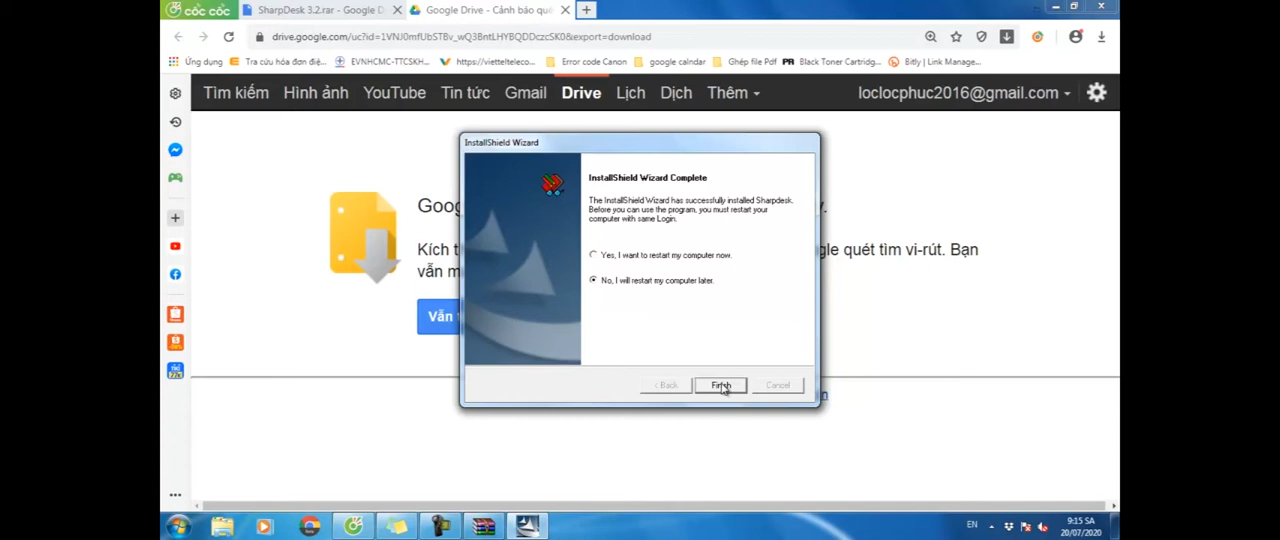 cốc cốc
SharpDesk 3.2.rar - Google D
Google Drive - Cảnh báo qué
drive.google.com/uc?id=1VNJ0mfUbSTBv_wQ3BntLHYBQDDczcSK0&export=download
Ứng dụng
Tra cứu hóa đơn điệ...
EVNHCMC-TTCSKH...
https://viettelteleco...
Error code Canon
google calndar
Ghép file Pdf
PR Black Toner Cartridg...
Bitly | Link Manage...
Tìm kiếm Hình ảnh YouTube Tin tức Gmail Drive Lịch Dịch Thêm
loclocphuc2016@gmail.com
InstallShield Wizard
InstallShield Wizard Complete
The InstallShield Wizard has successfully installed Sharpdesk.
Before you can use the program, you must restart your
computer with same Login.
Yes, I want to restart my computer now.
No, I will restart my computer later.
< Back Finish Cancel
Goog
Kích t
gle quét tìm vi-rút. Bạn
vẫn m
Vẫn
EN
9:15 SA
20/07/2020